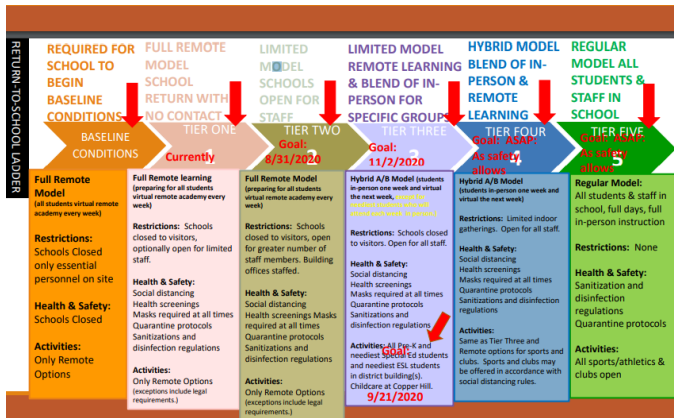 RETURN-TO-SCHOOL LADDER
REQUIRED FOR
SCHOOL TO
BEGIN
BASELINE
CONDITIONS
FULL REMOTE
MODEL
SCHOOL
RETURN WITH
NO CONTACT
LIMITED
MODEL
SCHOOLS
OPEN FOR
STAFF
LIMITED MODEL
REMOTE LEARNING
& BLEND OF IN-
PERSON FOR
SPECIFIC GROUPS
HYBRID MODEL
BLEND OF IN-
PERSON &
REMOTE
LEARNING
REGULAR
MODEL ALL
STUDENTS &
STAFF IN
SCHOOL
BASELINE
CONDITIONS
TIER ONE
1
Currently
TIER TWO
2
Goal:
8/31/2020
TIER THREE
3
Goal:
11/2/2020
TIER FOUR
4
Goal: ASAP:
As safety
allows
TIER FIVE
5
Goal: ASAP:
As safety
allows
Full Remote
Model
(all students virtual remote
academy every week)
Restrictions:
Schools Closed
only essential
personnel on site
Health & Safety:
Schools Closed
Activities:
Only Remote
Options
Full Remote learning
(preparing for all students
virtual remote academy every
week)
Restrictions: Schools
closed to visitors,
optionally open for limited
staff.
Health & Safety:
Social distancing
Health screenings
Masks required at all times
Quarantine protocols
Sanitizations and
disinfection regulations
Activities:
Only Remote Options
(exceptions include legal
requirements.)
Full Remote Model
(preparing for all students
virtual remote academy every
week)
Restrictions: Schools
closed to visitors, open
for greater number of
staff members. Building
offices staffed.
Health & Safety:
Social distancing
Health screenings Masks
required at all times
Quarantine protocols
Sanitizations and
disinfection regulations
Activities:
Only Remote Options
(exceptions include legal
requirements.)
Hybrid A/B Model (students
in-person one week and virtual
the next week, except for
neediest students who will
attend each week in person.)
Restrictions: Schools closed
to visitors. Open for all staff.
Health & Safety:
Social distancing
Health screenings
Masks required at all times
Quarantine protocols
Sanitizations and
disinfection regulations
Goal:
Activities: All Pre-K and
neediest Special Ed students
and neediest ESL students
in district building(s).
Childcare at Copper Hill.
9/21/2020
Hybrid A/B Model
(students in-person one week and
virtual the next week)
Restrictions: Limited indoor
gatherings. Open for all staff.
Health & Safety:
Social distancing
Health screenings
Masks required at all times
Quarantine protocols
Sanitizations and disinfection
regulations
Activities:
Same as Tier Three and
Remote options for sports and
clubs. Sports and clubs may
be offered in accordance with
social distancing rules.
Regular Model:
All students & staff in
school, full days, full
in-person instruction
Restrictions: None
Health & Safety:
Sanitization and
disinfection
regulations
Quarantine protocols
Activities:
All sports/athletics &
clubs open